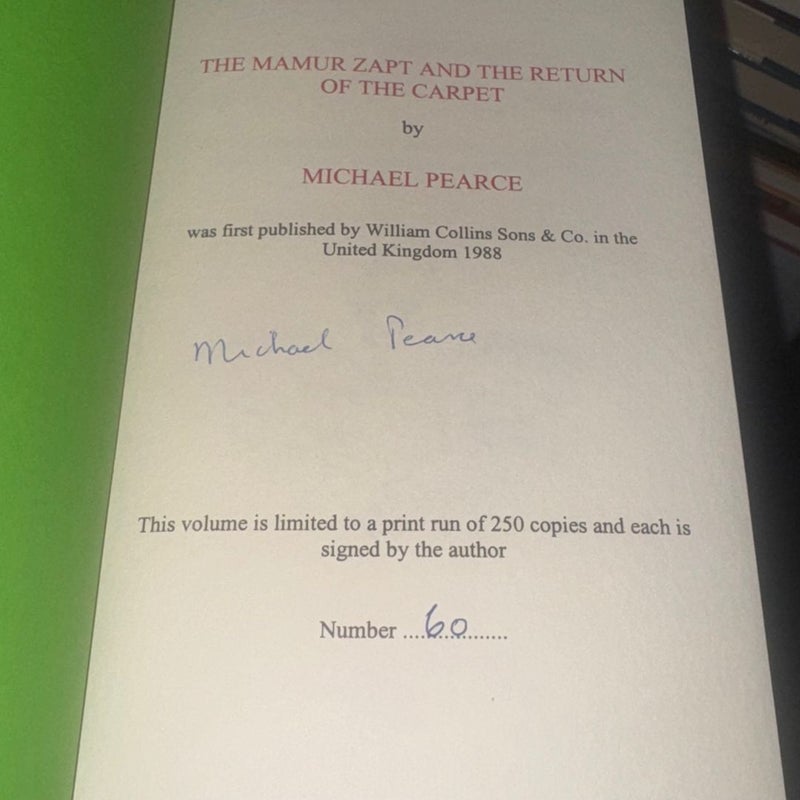 THE MAMUR ZAPT AND THE RETURN
OF THE CARPET
by
MICHAEL PEARCE
was first published by William Collins Sons & Co. in the
United Kingdom 1988
Michael Pearce
This volume is limited to a print run of 250 copies and each is
signed by the author
Number ....60.........